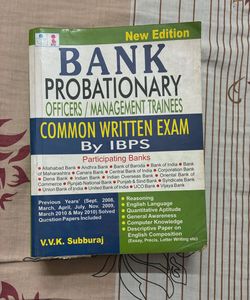 New Edition
BANK
PROBATIONARY
OFFICERS / MANAGEMENT TRAINEES
COMMON WRITTEN EXAM
By IBPS
Participating Banks
• Allahabad Bank • Andhra Bank • Bank of Baroda • Bank of India • Bank
of Maharashtra • Canara Bank • Central Bank of India • Corporation Bank
• Dena Bank • Indian Bank • Indian Overseas Bank • Oriental Bank of
Commerce • Punjab National Bank • Punjab & Sind Bank • Syndicate Bank
• Union Bank of India • United Bank of India • UCO Bank • Vijaya Bank
Previous Years' (Sept. 2008,
March, April, July, Nov. 2009,
March 2010 & May 2010) Solved
Question Papers Included
• Reasoning
• English Language
• Quantitative Aptitude
• General Awareness
• Computer Knowledge
• Descriptive Paper on
English Composition
(Essay, Précis, Letter Writing etc.)
V.V.K. Subburaj